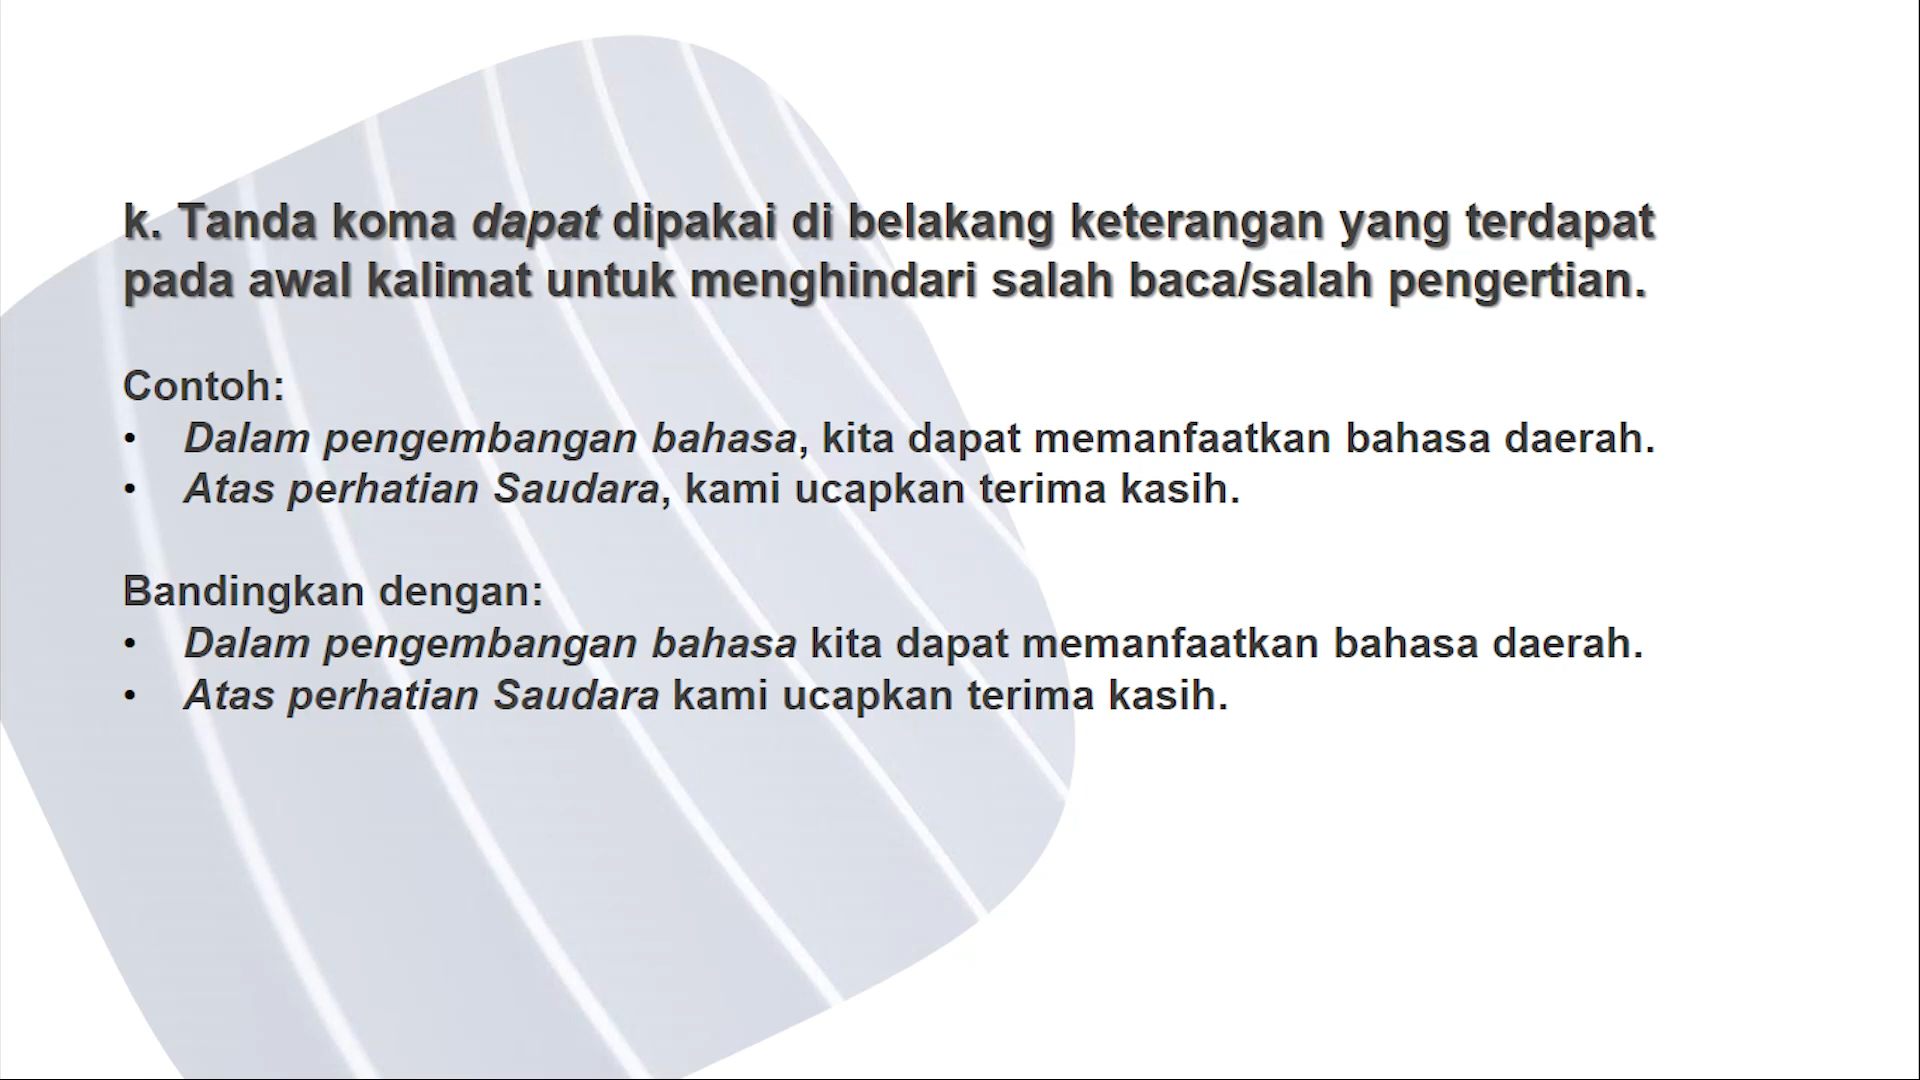 k. Tanda koma dapat dipakai di belakang keterangan yang terdapat
pada awal kalimat untuk menghindari salah baca/salah pengertian.
Contoh:
• Dalam pengembangan bahasa, kita dapat memanfaatkan bahasa daerah.
• Atas perhatian Saudara, kami ucapkan terima kasih.
Bandingkan dengan:
• Dalam pengembangan bahasa kita dapat memanfaatkan bahasa daerah.
• Atas perhatian Saudara kami ucapkan terima kasih.